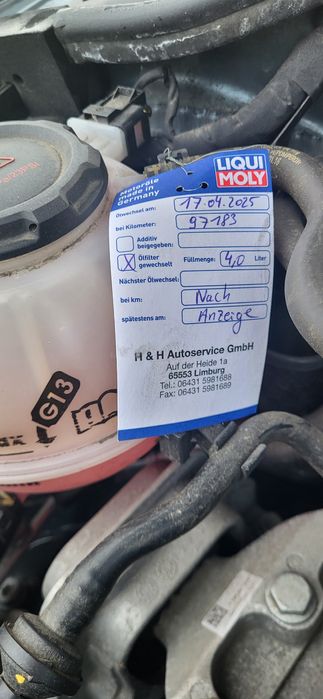 LIQUI
MOLY
Motoröle
made in
Germany
Ölwechsel am: 17.04.2025
bei Kilometer: 97183
Additiv
beigegeben:
X Ölfilter
gewechselt Füllmenge: 4,0 Liter
Nächster Ölwechsel:
bei km: Nach
spätestens am: Anzeige
H & H Autoservice GmbH
Auf der Heide 1a
65553 Limburg
Tel.: 06431 5981688
Fax: 06431 5981689
G13